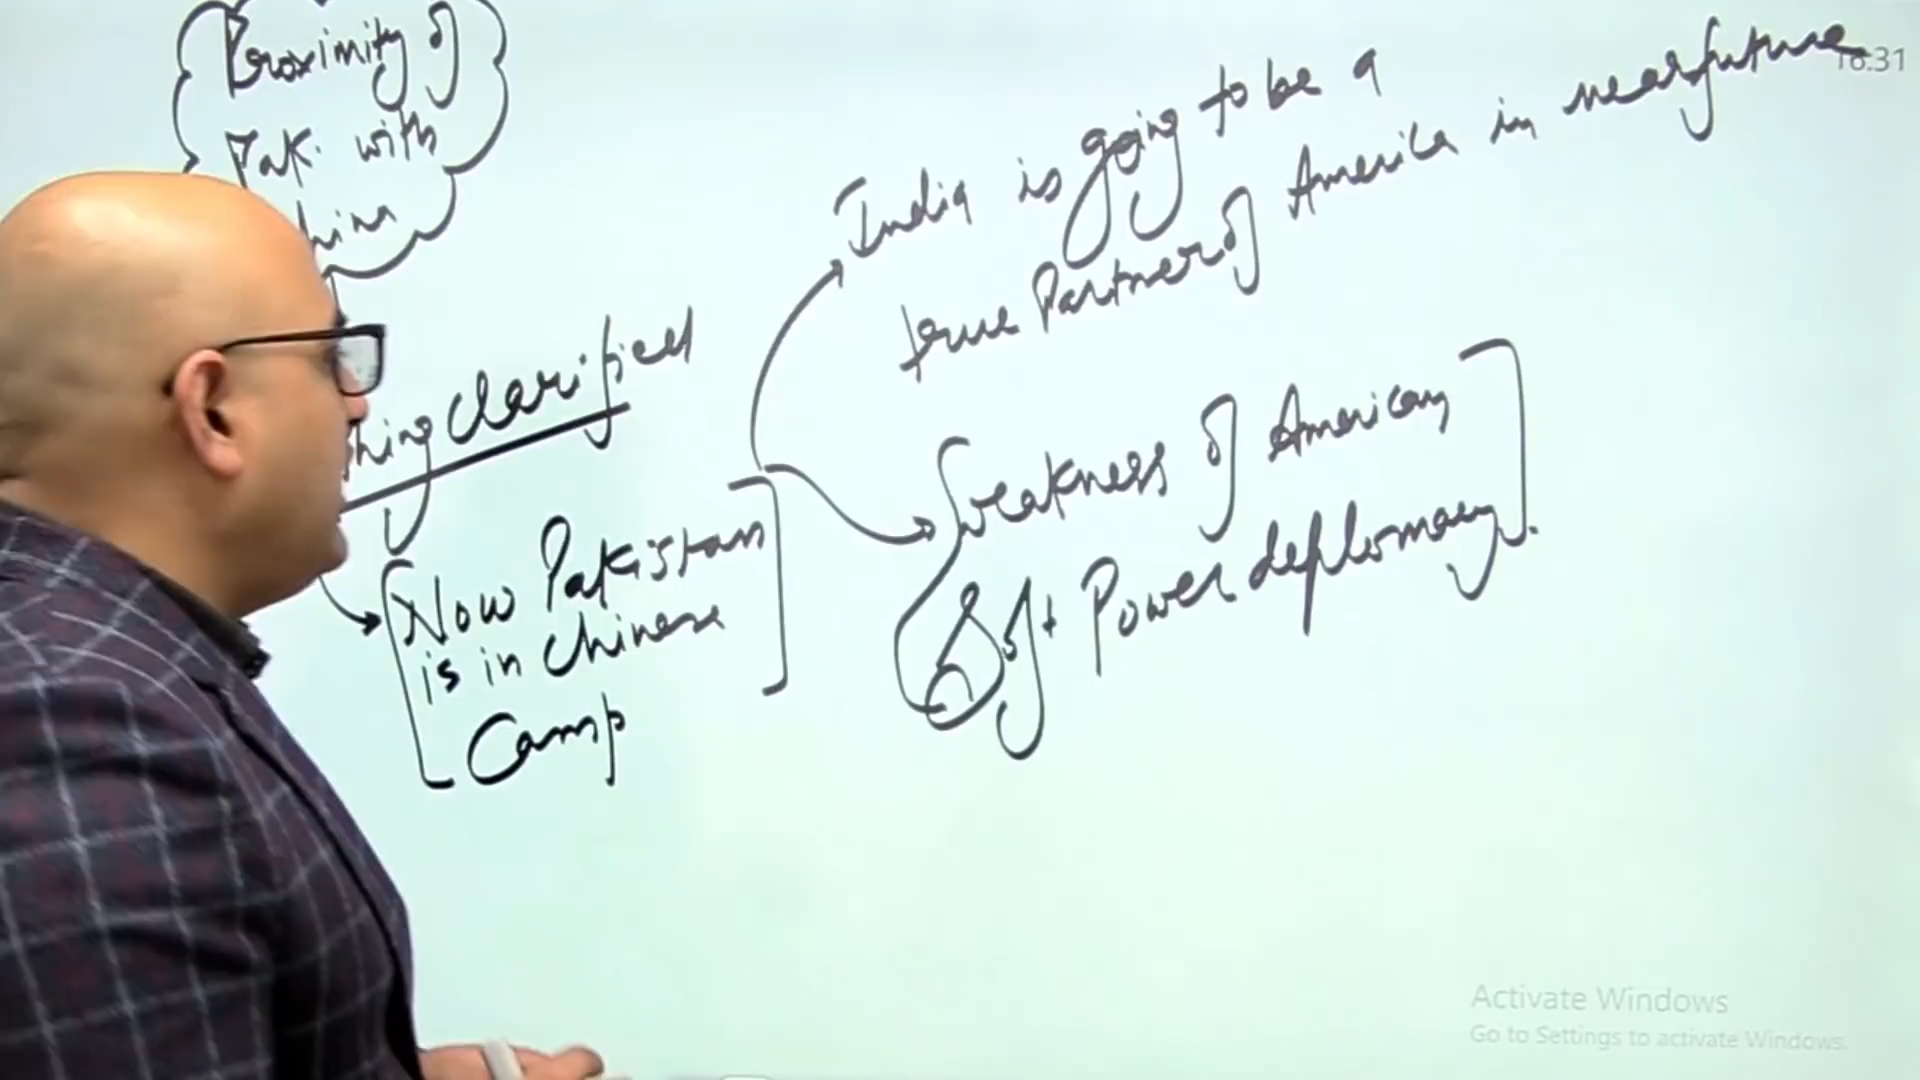 Proximity of
Pak. with
hina
16:31
India is going to be a
true Partner of America in near future
thing clarified
Now Pakistan
is in Chinese
Camp
Weakness of American
Soft Power deplomacy.
Activate Windows
Go to Settings to activate Windows.